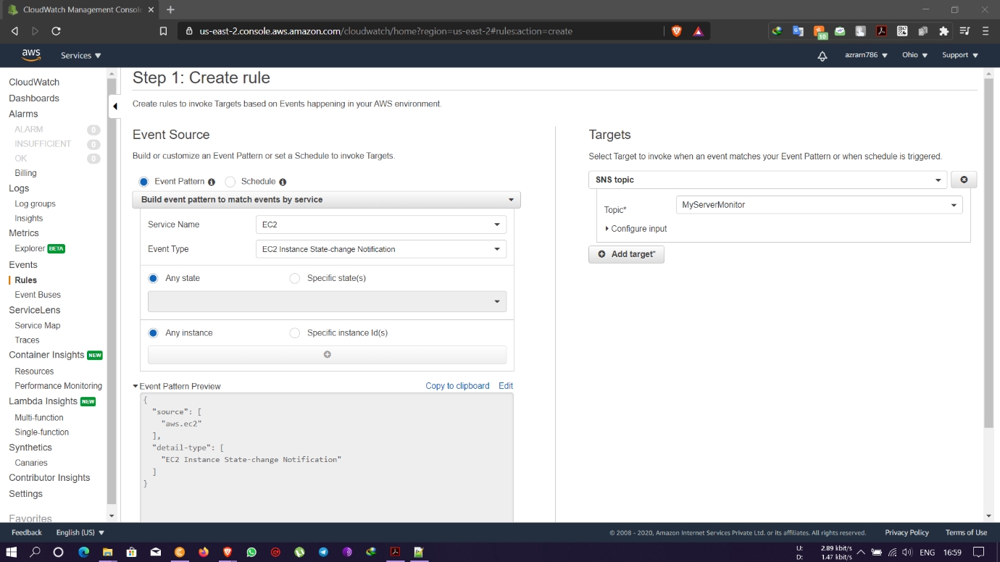 CloudWatch Management Console
us-east-2.console.aws.amazon.com/cloudwatch/home?region=us-east-2#rules:action=create
10
aws
Services
azram786
Ohio
Support
CloudWatch
Dashboards
Alarms
ALARM 0
INSUFFICIENT 0
OK 0
Billing
Logs
Log groups
Insights
Metrics
Explorer BETA
Events
Rules
Event Buses
ServiceLens
Service Map
Traces
Container Insights NEW
Resources
Performance Monitoring
Lambda Insights NEW
Multi-function
Single-function
Synthetics
Canaries
Contributor Insights
Settings
Favorites
Step 1: Create rule
Create rules to invoke Targets based on Events happening in your AWS environment.
Event Source
Build or customize an Event Pattern or set a Schedule to invoke Targets.
Event Pattern
Schedule
Build event pattern to match events by service
Service Name
EC2
Event Type
EC2 Instance State-change Notification
Any state
Specific state(s)
Any instance
Specific instance Id(s)
Event Pattern Preview
Copy to clipboard
Edit
{
"source": [
"aws.ec2"
],
"detail-type": [
"EC2 Instance State-change Notification"
]
}
Targets
Select Target to invoke when an event matches your Event Pattern or when schedule is triggered.
SNS topic
Topic*
MyServerMonitor
Configure input
Add target*
Feedback
English (US)
© 2008 - 2020, Amazon Internet Services Private Ltd. or its affiliates. All rights reserved.
Privacy Policy
Terms of Use
U: 2.89 kbit/s
D: 1.47 kbit/s
ENG
16:59